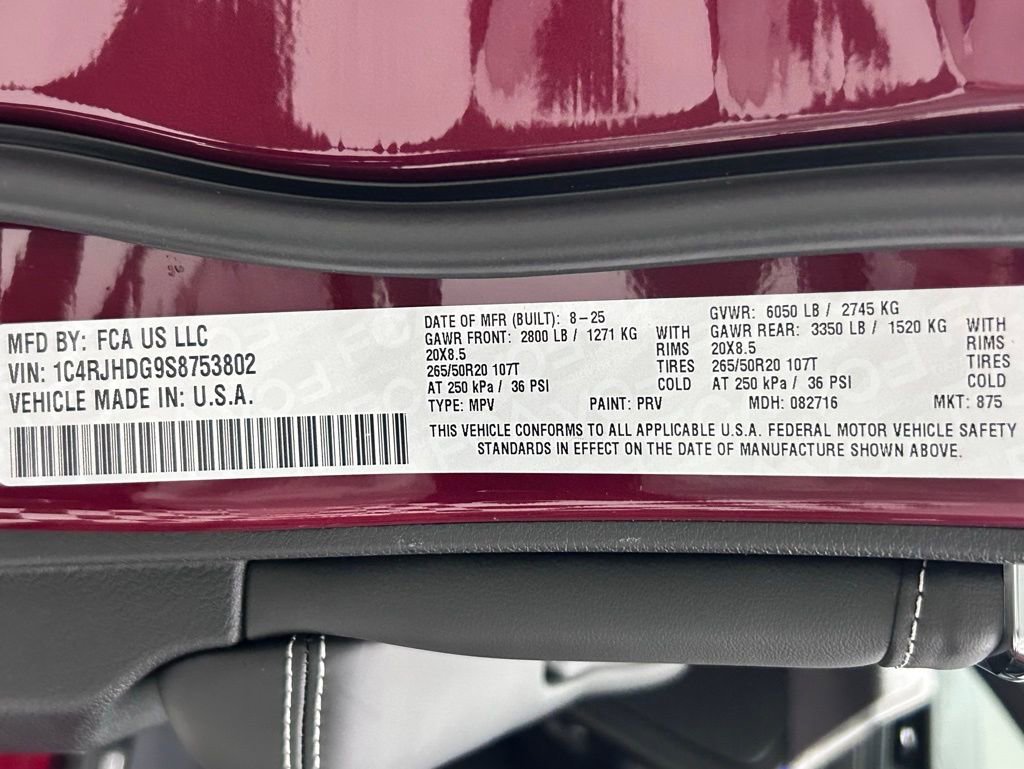 MFD BY: FCA US LLC
VIN: 1C4RJHDG9S8753802
VEHICLE MADE IN: U.S.A.
DATE OF MFR (BUILT): 8-25
GVWR: 6050 LB / 2745 KG
GAWR FRONT: 2800 LB / 1271 KG WITH
20X8.5 RIMS
265/50R20 107T TIRES
AT 250 kPa / 36 PSI COLD
GAWR REAR: 3350 LB / 1520 KG WITH
20X8.5 RIMS
265/50R20 107T TIRES
AT 250 kPa / 36 PSI COLD
TYPE: MPV PAINT: PRV MDH: 082716 MKT: 875
THIS VEHICLE CONFORMS TO ALL APPLICABLE U.S.A. FEDERAL MOTOR VEHICLE SAFETY
STANDARDS IN EFFECT ON THE DATE OF MANUFACTURE SHOWN ABOVE.